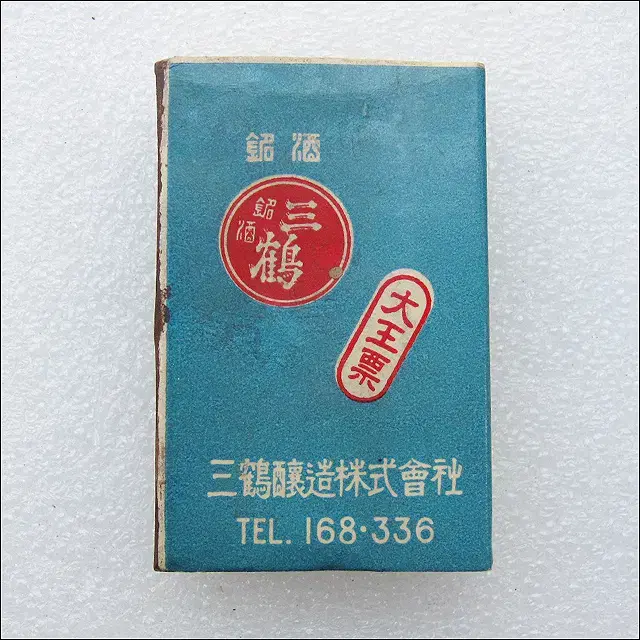 銘酒
三鶴
銘酒
大王票
三鶴釀造株式會社
TEL. 168·336